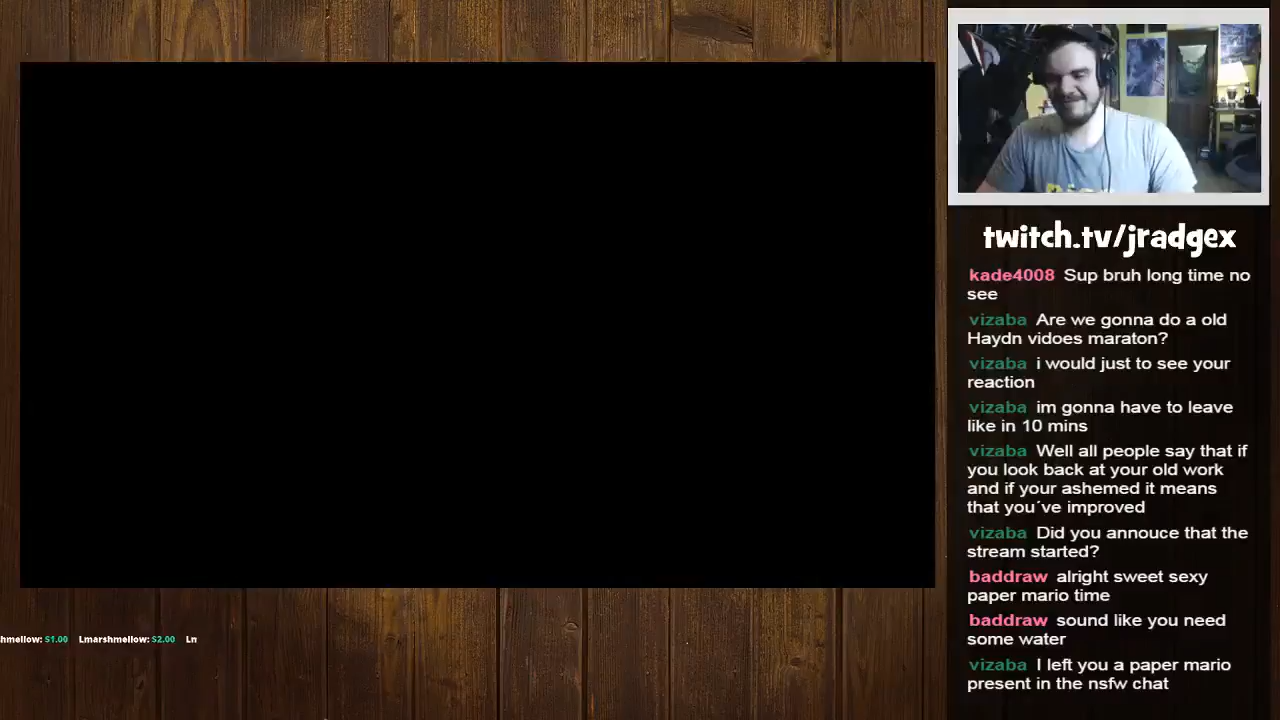 twitch.tv/jradgex
kade4008 Sup bruh long time no
see
vizaba Are we gonna do a old
Haydn vidoes maraton?
vizaba i would just to see your
reaction
vizaba im gonna have to leave
like in 10 mins
vizaba Well all people say that if
you look back at your old work
and if your ashemed it means
that you´ve improved
vizaba Did you annouce that the
stream started?
baddraw alright sweet sexy
paper mario time
baddraw sound like you need
some water
vizaba I left you a paper mario
present in the nsfw chat
hmellow: $1.00 Lmarshmellow: $2.00 Ln